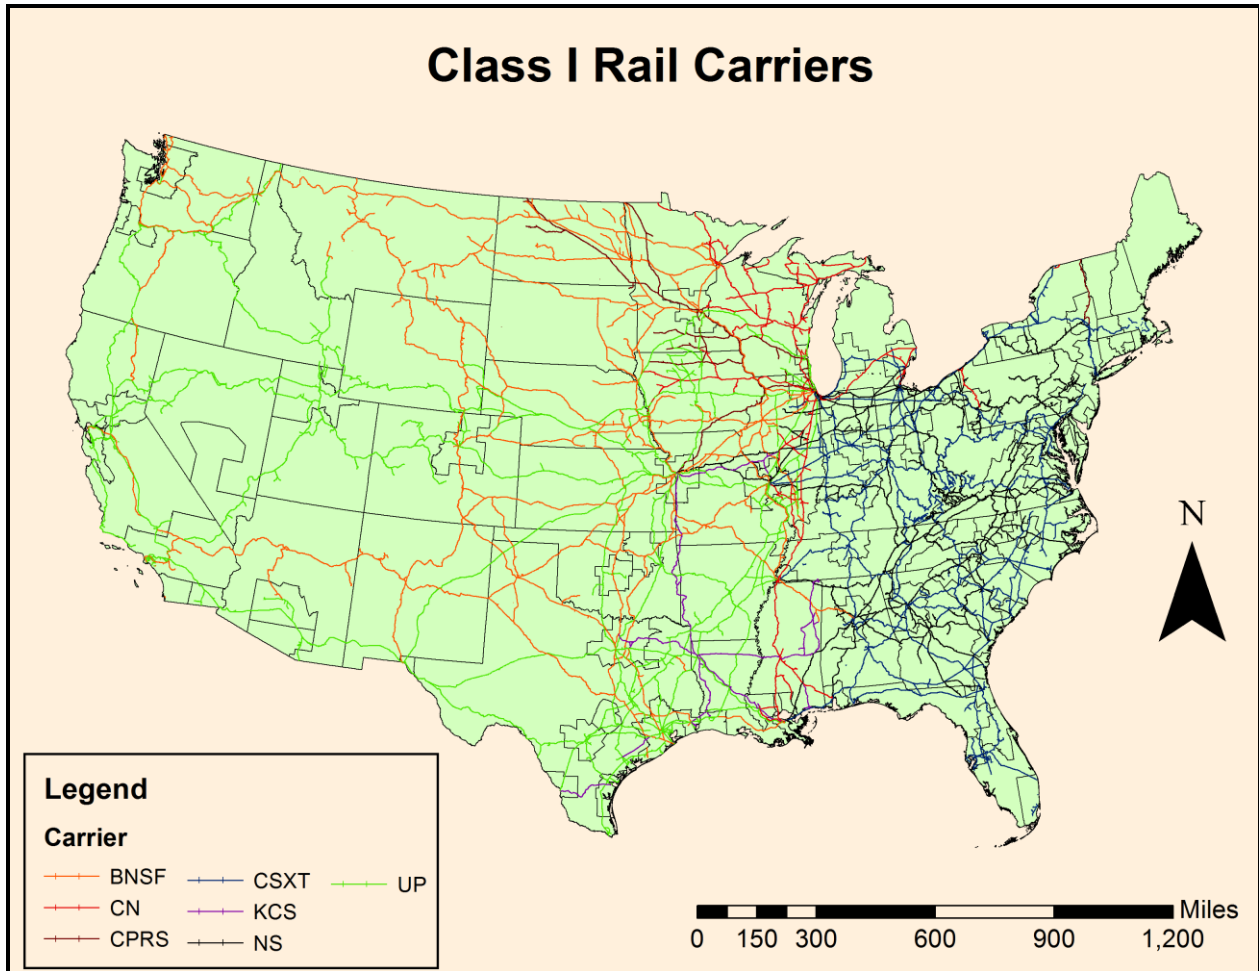 Class I Rail Carriers
N
Legend
Carrier
BNSF CSXT UP
CN KCS
CPRS NS
Miles
0 150 300 600 900 1,200